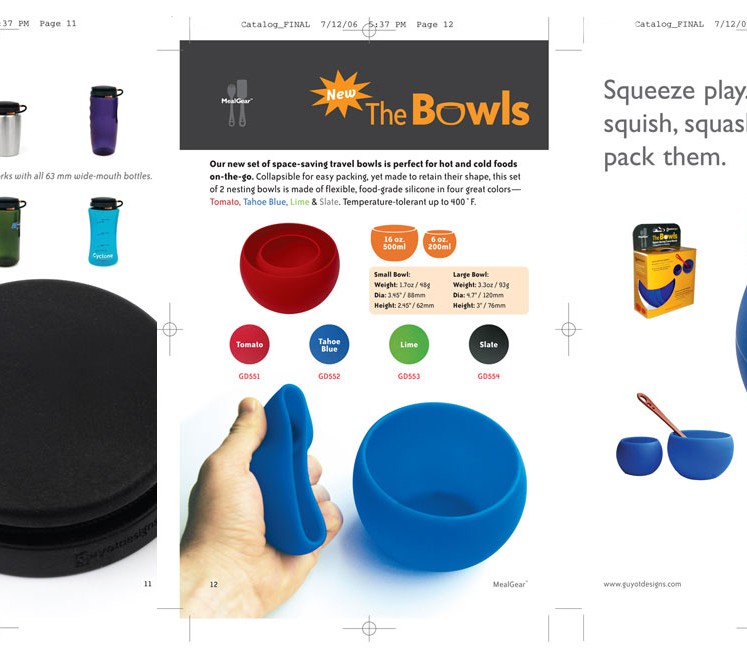 :37 PM Page 11
orks with all 63 mm wide-mouth bottles.
Cyclone
guyotdesigns
11
Catalog_FINAL 7/12/06 5:37 PM Page 12
MealGear™
New
The Bowls
Our new set of space-saving travel bowls is perfect for hot and cold foods
on-the-go. Collapsible for easy packing, yet made to retain their shape, this set
of 2 nesting bowls is made of flexible, food-grade silicone in four great colors—
Tomato, Tahoe Blue, Lime & Slate. Temperature-tolerant up to 400˚F.
16 oz.
500ml
6 oz.
200ml
Small Bowl:
Weight: 1.7oz / 48g
Dia: 3.45" / 88mm
Height: 2.45" / 62mm
Large Bowl:
Weight: 3.3oz / 93g
Dia: 4.7" / 120mm
Height: 3" / 76mm
Tomato
Tahoe
Blue
Lime
Slate
GD551
GD552
GD553
GD554
12
MealGear™
Catalog_FINAL 7/12/0
Squeeze play.
squish, squash
pack them.
The Bowls
www.guyotdesigns.com